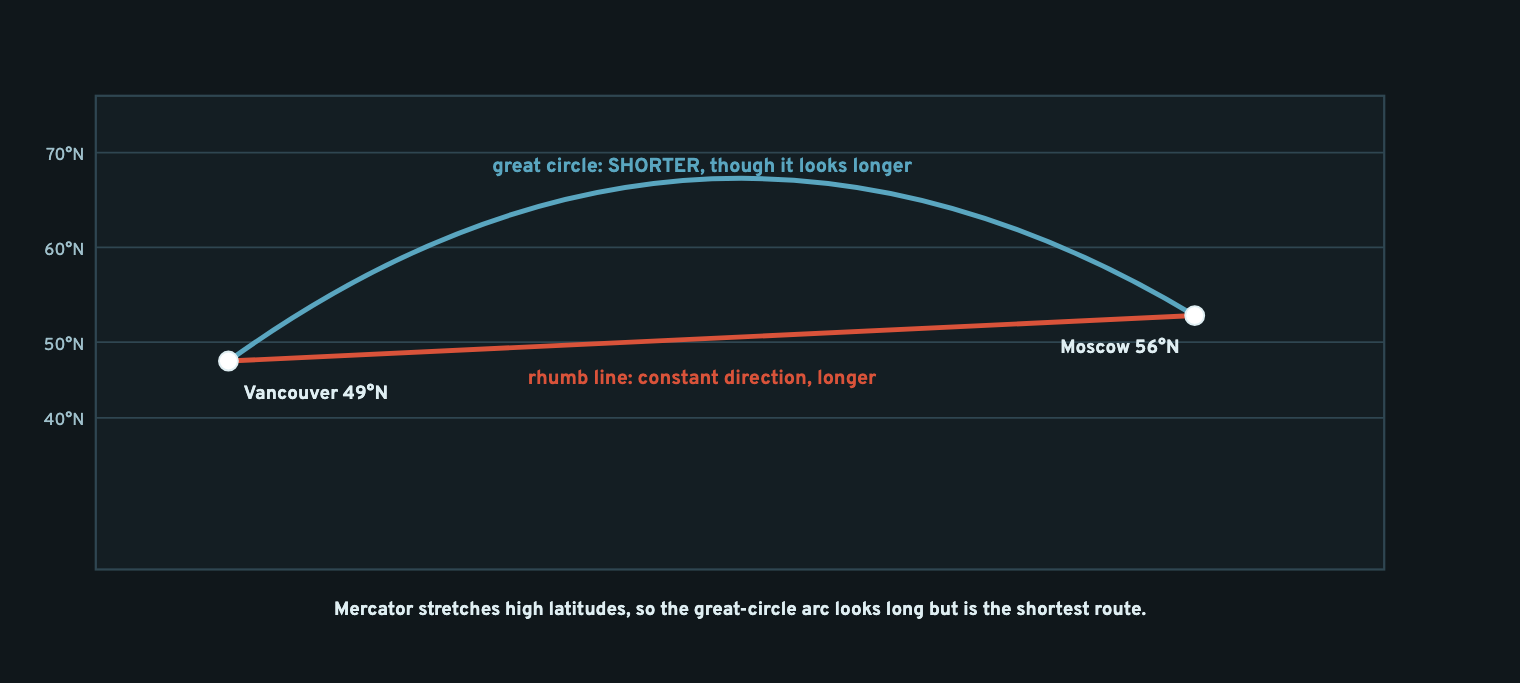 70°N
great circle: SHORTER, though it looks longer
60°N
50°N
Moscow 56°N
rhumb line: constant direction, longer
Vancouver 49°N
40°N
Mercator stretches high latitudes, so the great-circle arc looks long but is the shortest route.